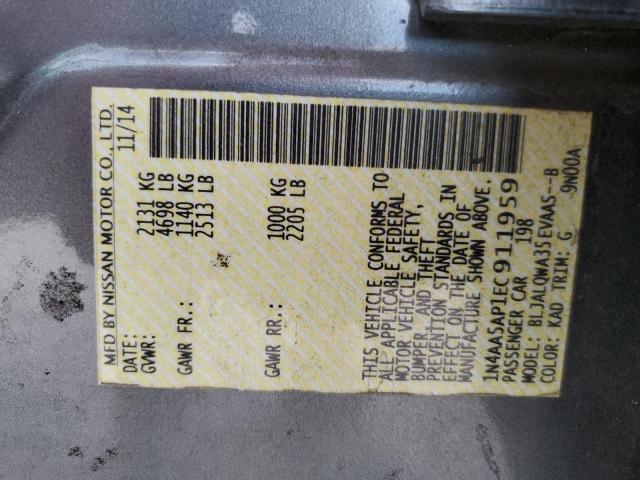 MFD BY NISSAN MOTOR CO., LTD.
DATE: 11/14
GVWR: 2131 KG
4698 LB
GAWR FR.: 1140 KG
2513 LB
GAWR RR.: 1000 KG
2205 LB
THIS VEHICLE CONFORMS TO
ALL APPLICABLE FEDERAL
MOTOR VEHICLE SAFETY,
BUMPER, AND THEFT
PREVENTION STANDARDS IN
EFFECT ON THE DATE OF
MANUFACTURE SHOWN ABOVE.
1N4AA5AP1EC911959
PASSENGER CAR 198
MODEL: BLJALQWA35EVAAS---B
COLOR: KAD TRIM: G 9N00A